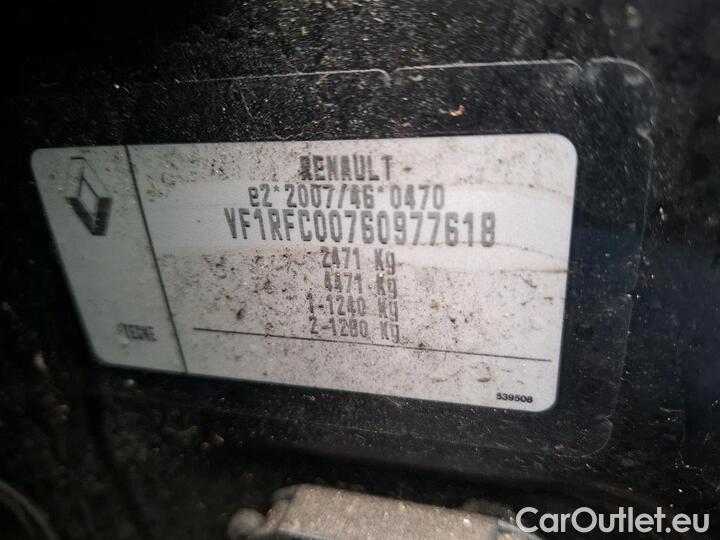 RENAULT
e2*2007/46*0470
VF1RFC00760977618
2471 Kg
4471 Kg
1-1240 Kg
2-1280 Kg
539508
CarOutlet.eu